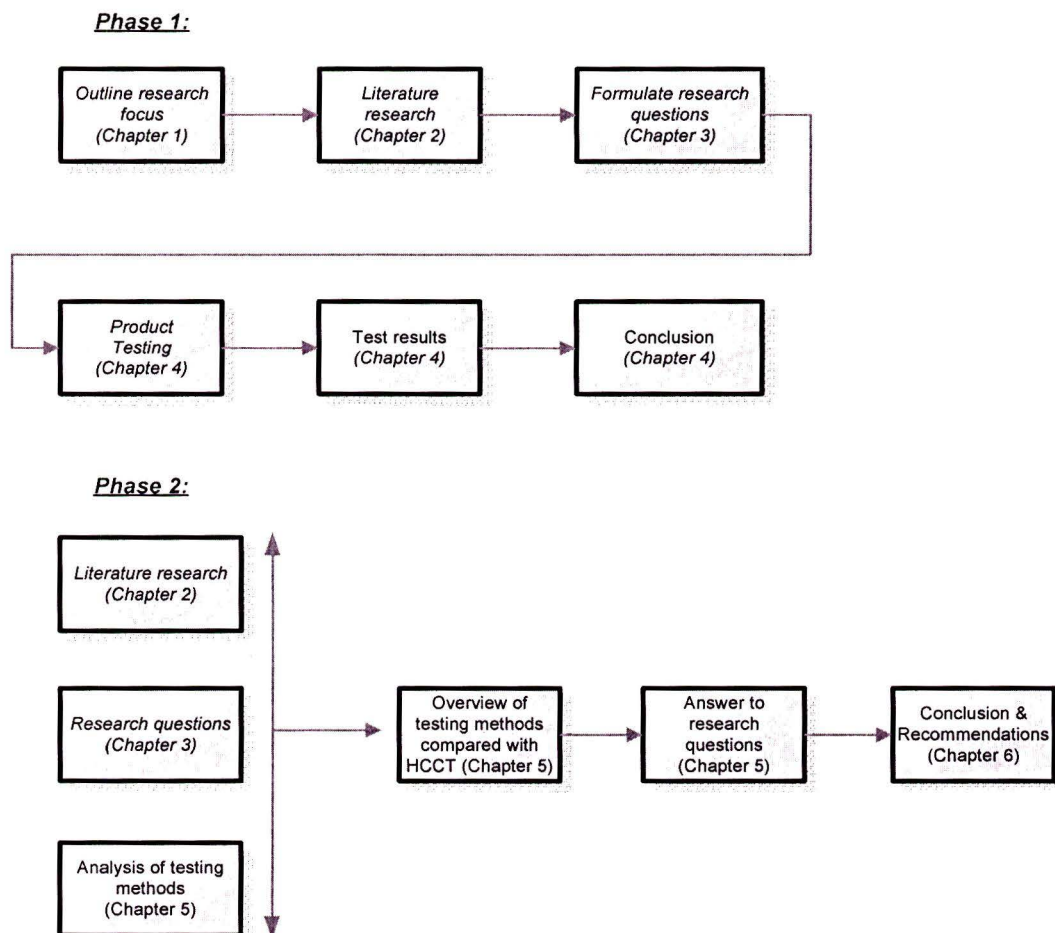 Phase 1:
Outline research
focus
(Chapter 1)
Literature
research
(Chapter 2)
Formulate research
questions
(Chapter 3)
Product
Testing
(Chapter 4)
Test results
(Chapter 4)
Conclusion
(Chapter 4)
Phase 2:
Literature research
(Chapter 2)
Research questions
(Chapter 3)
Analysis of testing
methods
(Chapter 5)
Overview of
testing methods
compared with
HCCT (Chapter 5)
Answer to
research
questions
(Chapter 5)
Conclusion &
Recommendations
(Chapter 6)